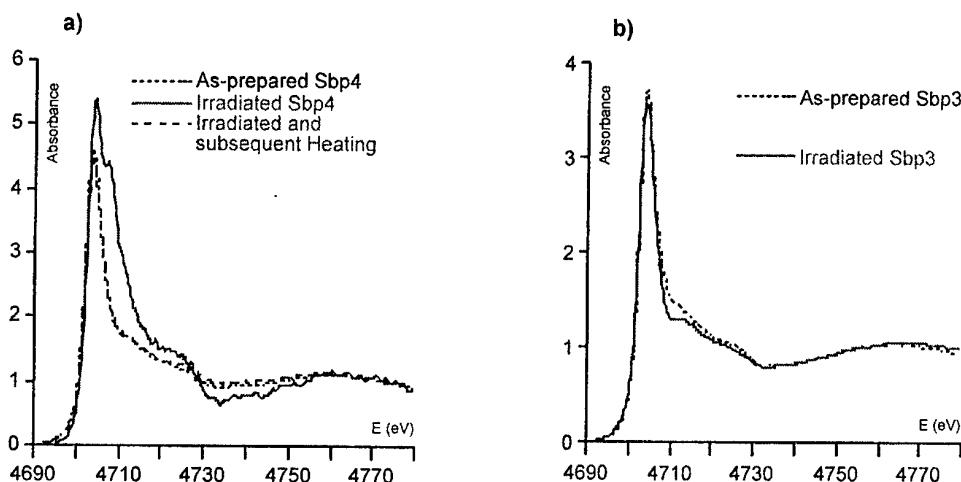 a)
6
5
4
3
2
1
0
Absorbance
As-prepared Sbp4
Irradiated Sbp4
Irradiated and
subsequent Heating
E (eV)
4690 4710 4730 4750 4770
b)
4
3
2
1
0
Absorbance
As-prepared Sbp3
Irradiated Sbp3
E (eV)
4690 4710 4730 4750 4770